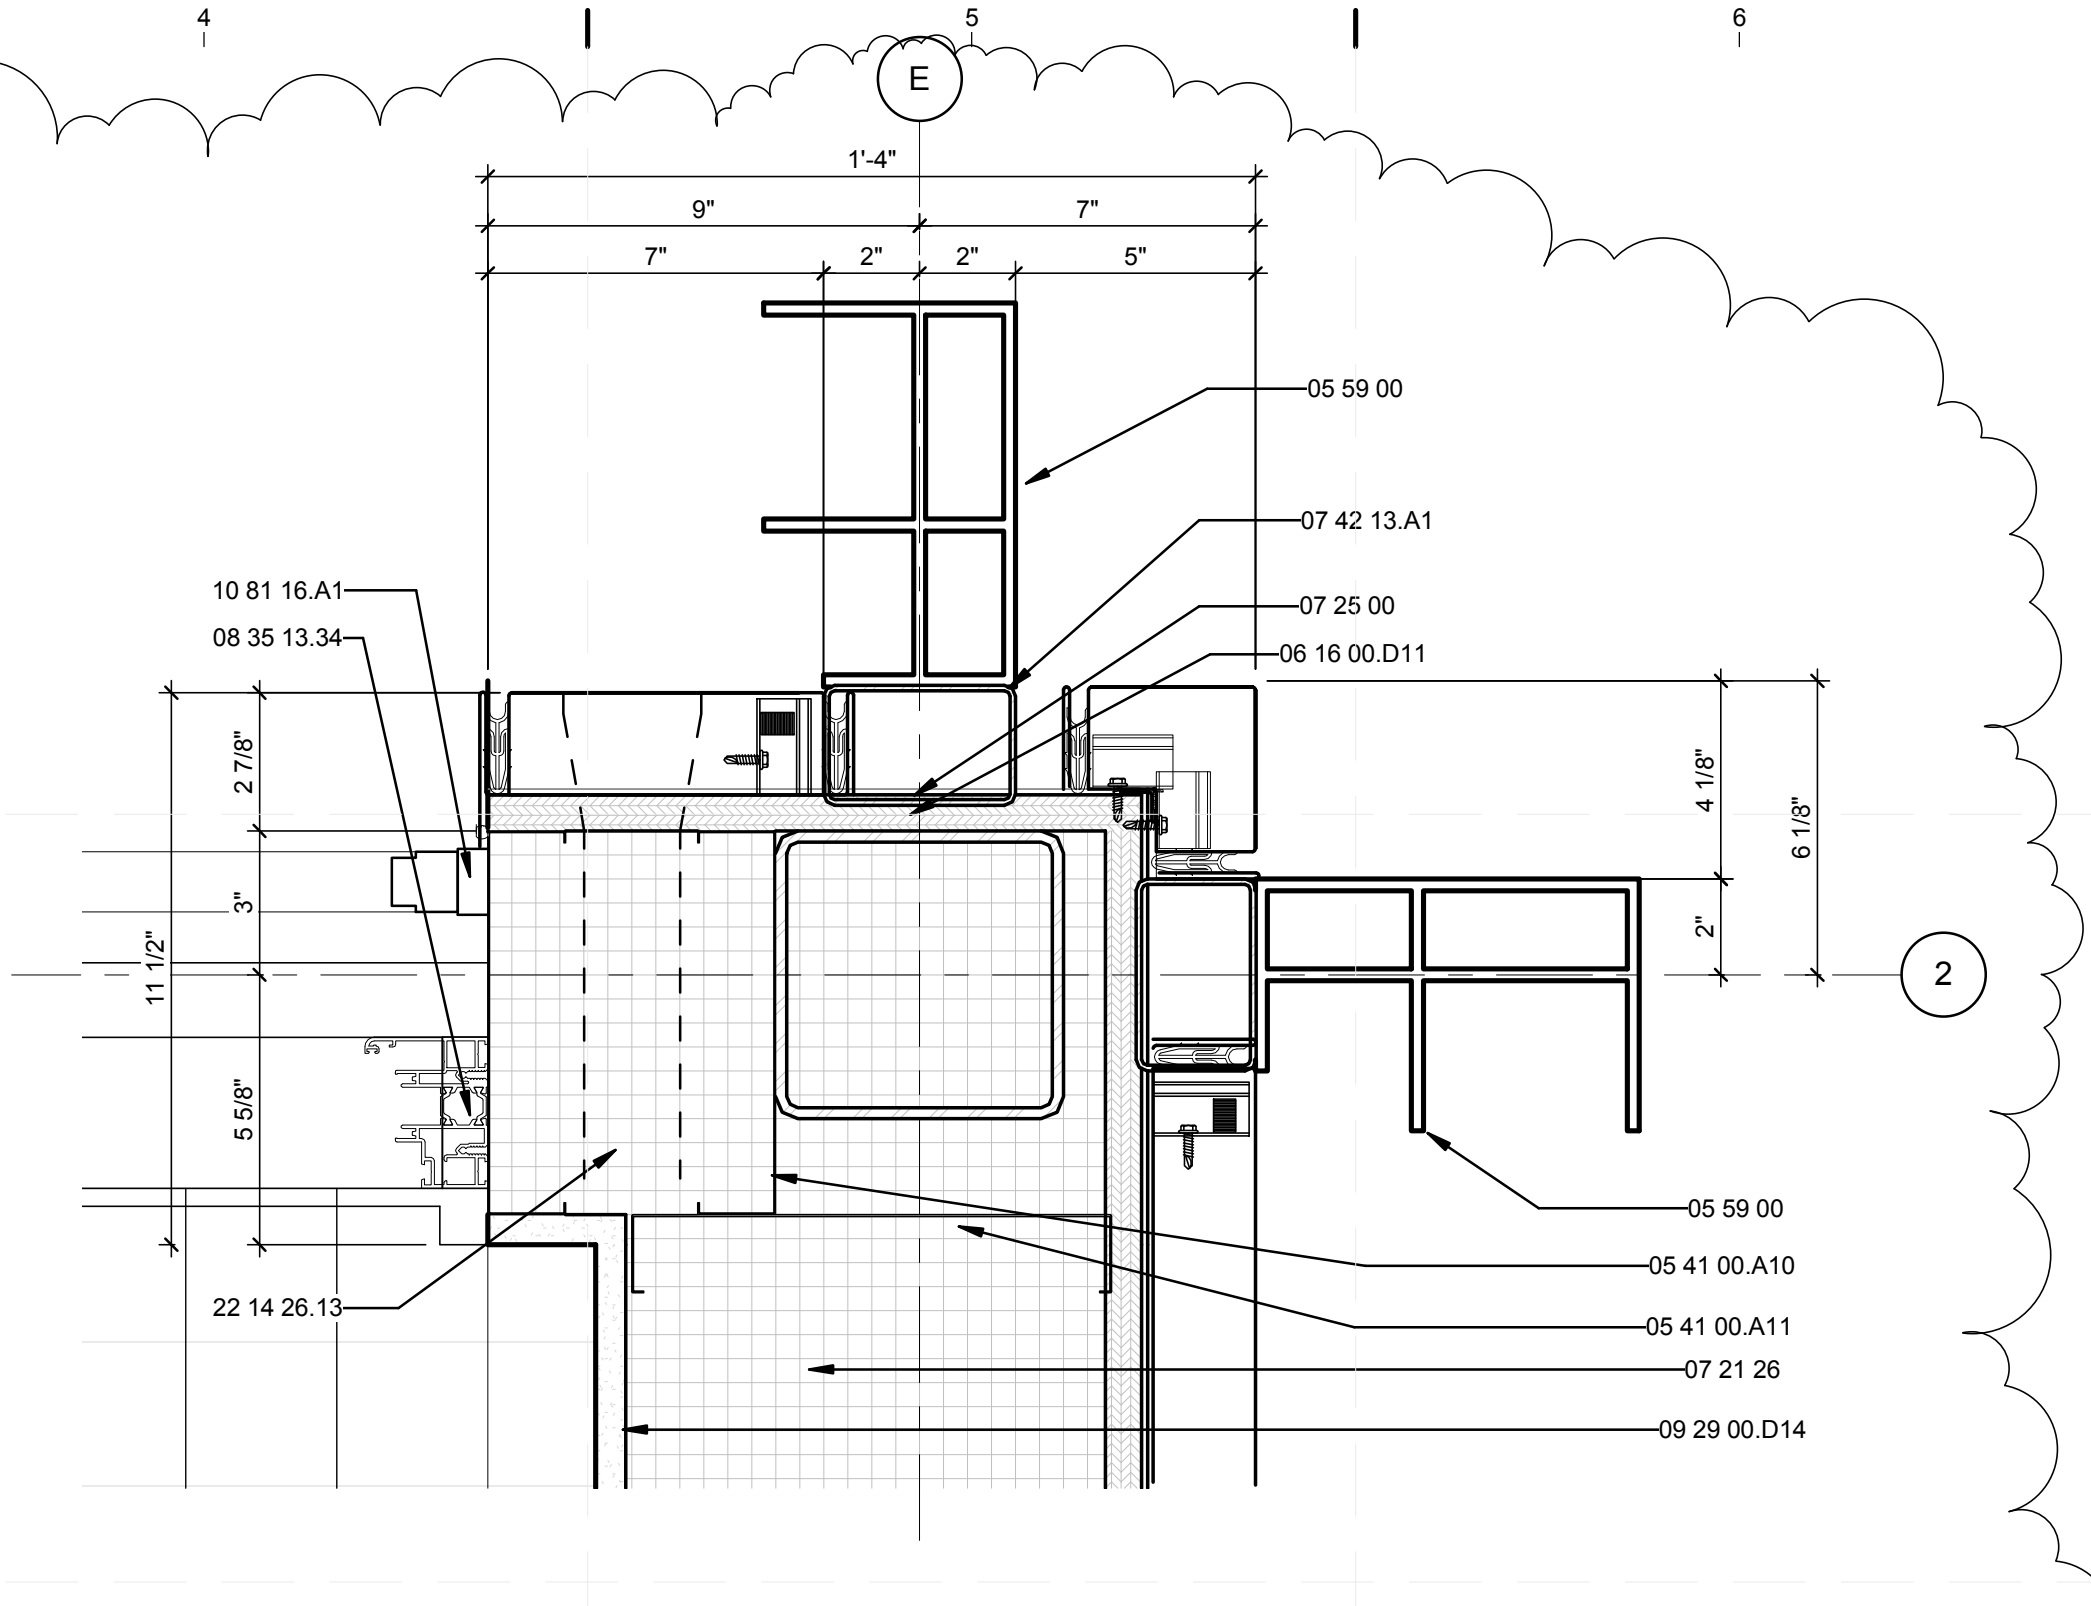 4 5 6
E
1'-4"
9" 7"
7" 2" 2" 5"
05 59 00
07 42 13.A1
10 81 16.A1
07 25 00
08 35 13.34
06 16 00.D11
2 7/8"
4 1/8"
6 1/8"
3"
2"
11 1/2"
2
5 5/8"
05 59 00
05 41 00.A10
22 14 26.13
05 41 00.A11
07 21 26
09 29 00.D14